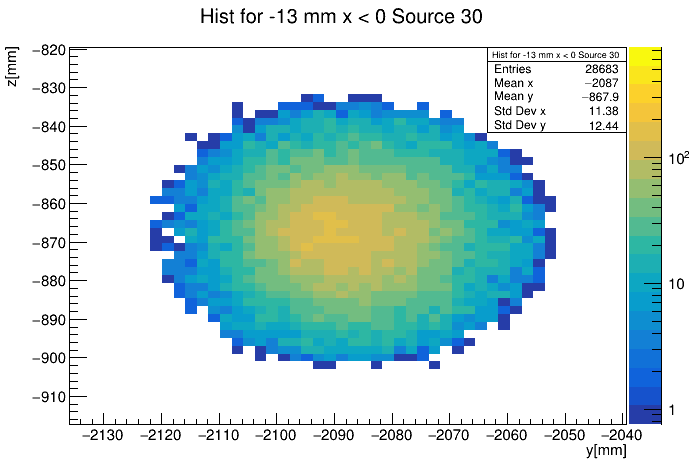 Hist for -13 mm x < 0 Source 30
z[mm]
Hist for -13 mm x < 0 Source 30
Entries 28683
Mean x −2087
Mean y −867.9
Std Dev x 11.38
Std Dev y 12.44
−820
−830
−840
−850
−860
−870
−880
−890
−900
−910
10²
10
1
−2130 −2120 −2110 −2100 −2090 −2080 −2070 −2060 −2050 −2040
y[mm]